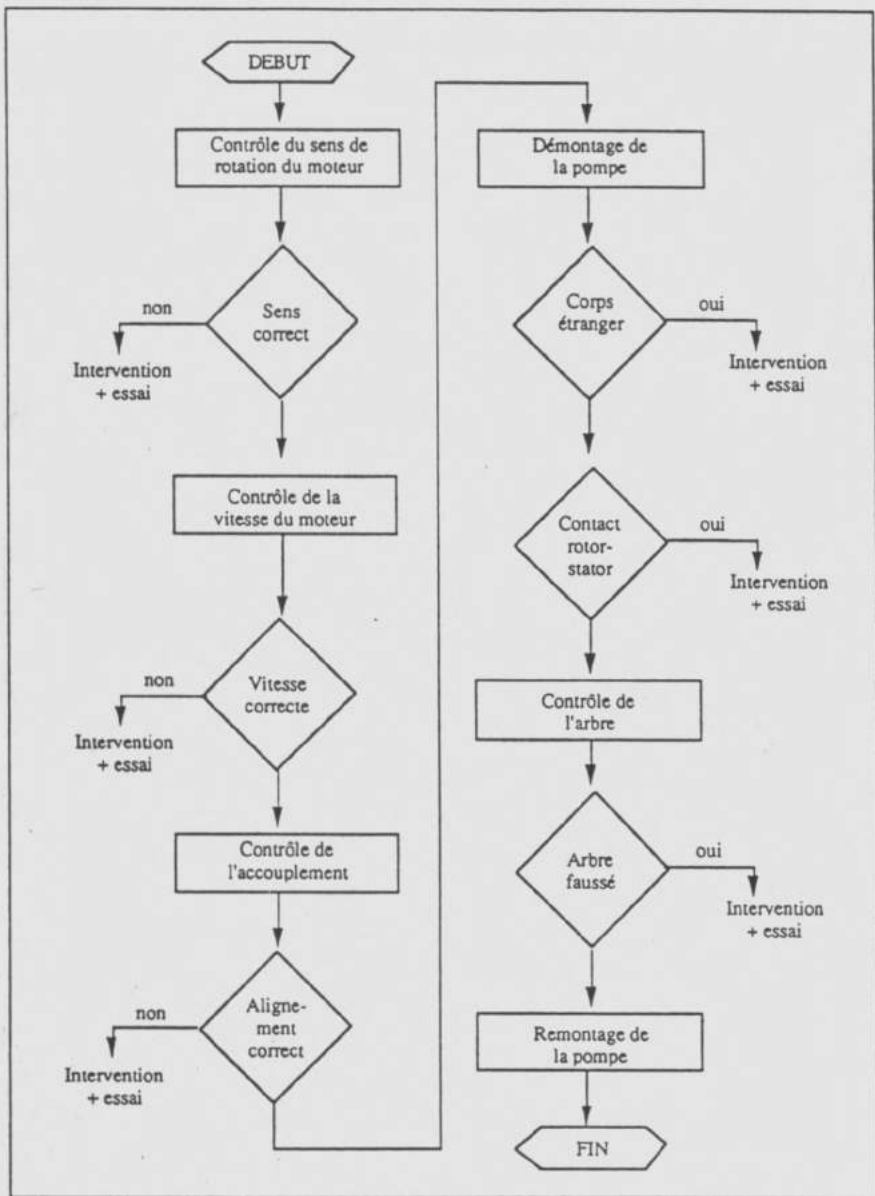 DEBUT
Contrôle du sens de
rotation du moteur
Sens
correct
non
Intervention
+ essai
Contrôle de la
vitesse du moteur
Vitesse
correcte
non
Intervention
+ essai
Contrôle de
l'accouplement
Aligne-
ment
correct
non
Intervention
+ essai
Démontage de
la pompe
Corps
étranger
oui
Intervention
+ essai
Contact
rotor-
stator
oui
Intervention
+ essai
Contrôle de
l'arbre
Arbre
faussé
oui
Intervention
+ essai
Remontage de
la pompe
FIN